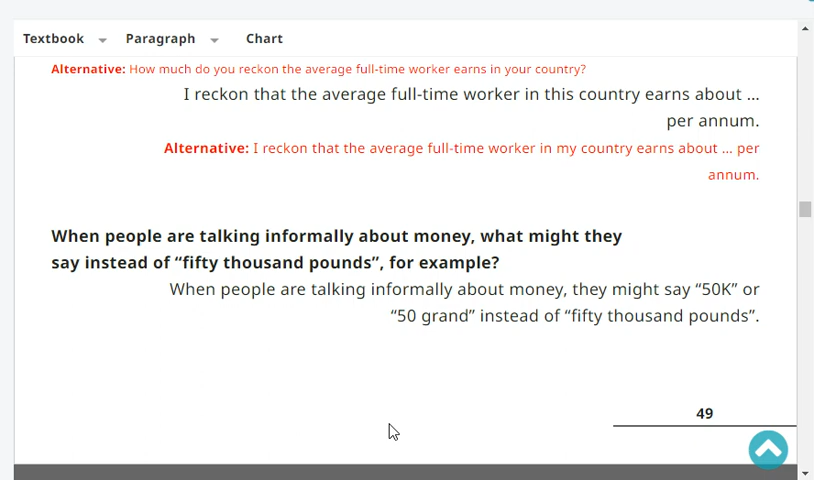 Textbook Paragraph Chart
Alternative: How much do you reckon the average full-time worker earns in your country?
I reckon that the average full-time worker in this country earns about ...
per annum.
Alternative: I reckon that the average full-time worker in my country earns about ... per
annum.
When people are talking informally about money, what might they
say instead of “fifty thousand pounds”, for example?
When people are talking informally about money, they might say “50K” or
“50 grand” instead of “fifty thousand pounds”.
49